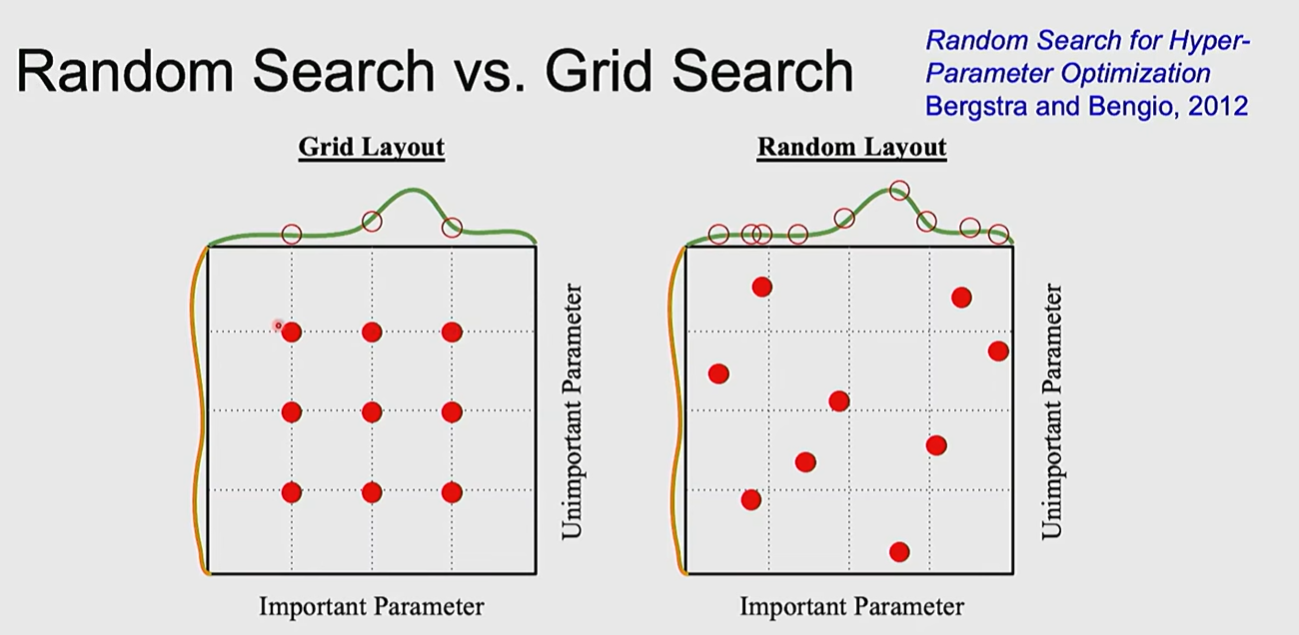 Random Search vs. Grid Search
Random Search for Hyper-
Parameter Optimization
Bergstra and Bengio, 2012
Grid Layout
Unimportant Parameter
Important Parameter
Random Layout
Unimportant Parameter
Important Parameter